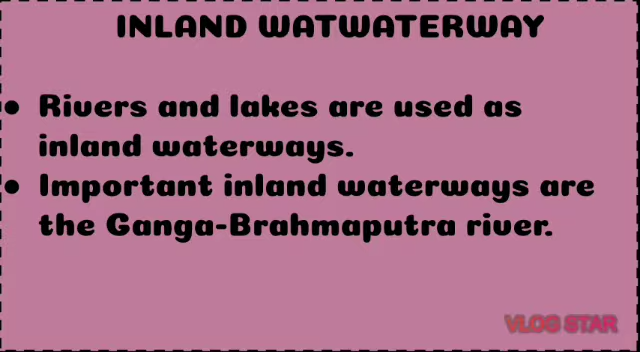 INLAND WATWATERWAY
• Rivers and lakes are used as
inland waterways.
• Important inland waterways are
the Ganga-Brahmaputra river.
VLOG STAR